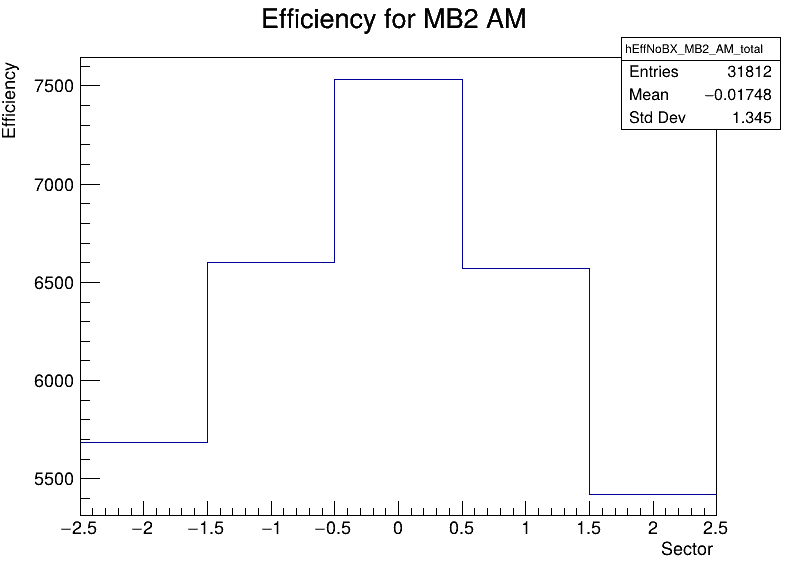 Efficiency for MB2 AM
hEffNoBX_MB2_AM_total
Entries 31812
Mean −0.01748
Std Dev 1.345
Efficiency
7500
7000
6500
6000
5500
−2.5 −2 −1.5 −1 −0.5 0 0.5 1 1.5 2 2.5
Sector